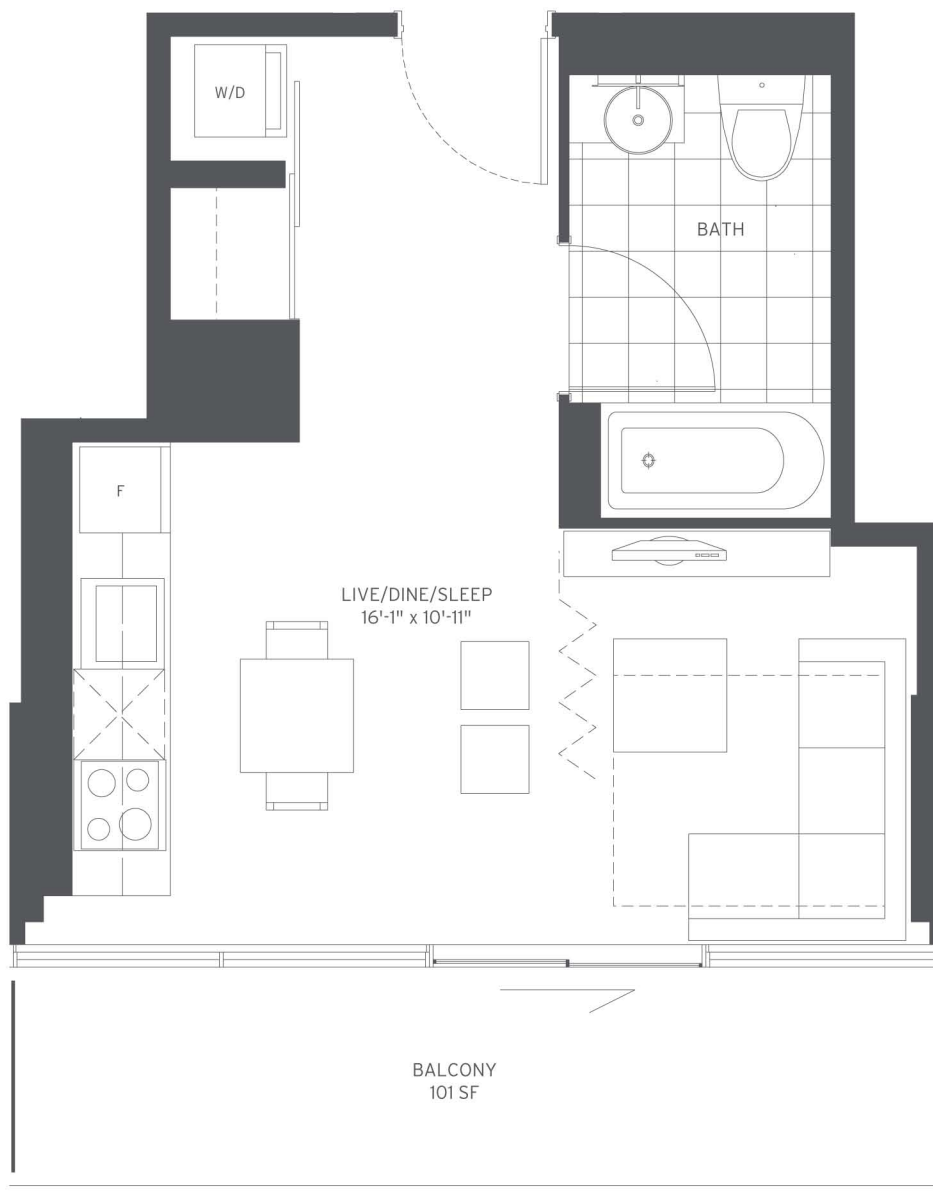 W/D
BATH
F
LIVE/DINE/SLEEP
16'-1" x 10'-11"
BALCONY
101 SF